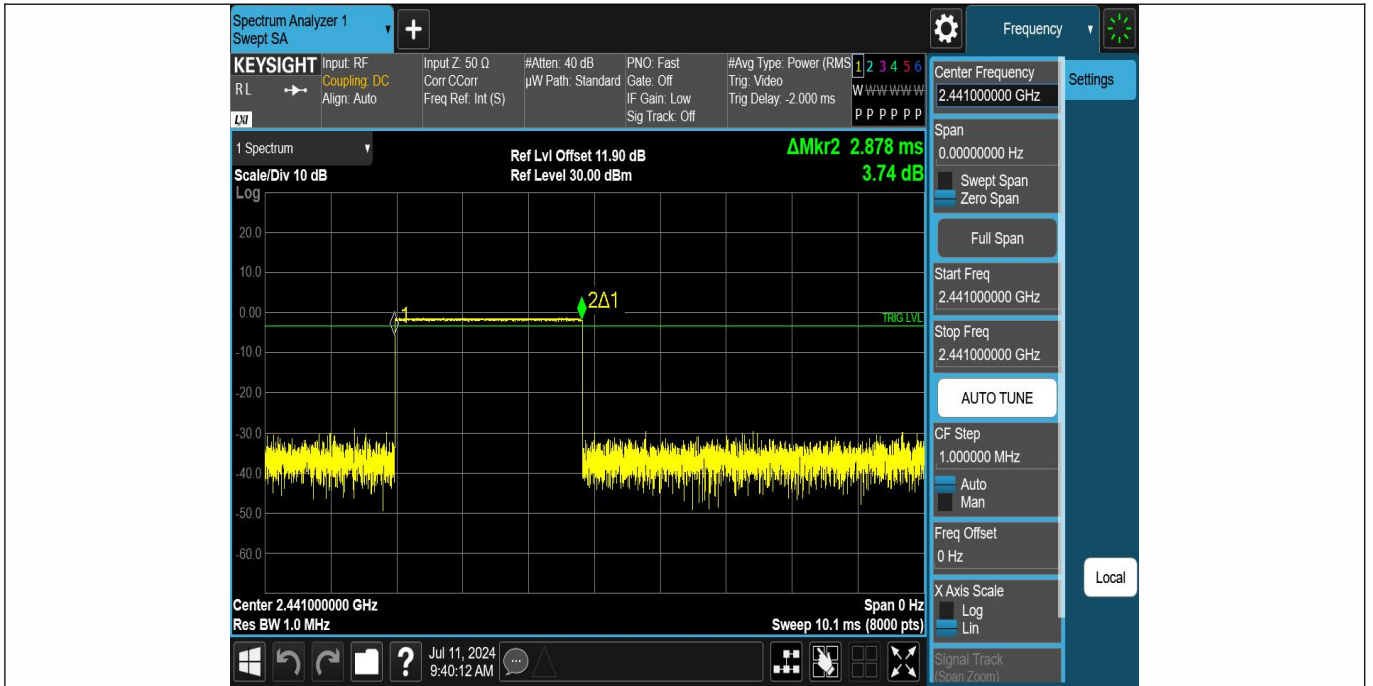 Spectrum Analyzer 1
Swept SA
+
Frequency
KEYSIGHT
RL
LXI
Input: RF
Coupling: DC
Align: Auto
Input Z: 50 Ω
Corr CCorr
Freq Ref: Int (S)
#Atten: 40 dB
µW Path: Standard
PNO: Fast
Gate: Off
IF Gain: Low
Sig Track: Off
#Avg Type: Power (RMS
Trig: Video
Trig Delay: -2.000 ms
1 2 3 4 5 6
W W W W W W
P P P P P P
1 Spectrum
Scale/Div 10 dB
Log
Ref Lvl Offset 11.90 dB
Ref Level 30.00 dBm
ΔMkr2 2.878 ms
3.74 dB
20.0
10.0
0.00
-10.0
-20.0
-30.0
-40.0
-50.0
-60.0
1
2Δ1
TRIG LVL
Center 2.441000000 GHz
Res BW 1.0 MHz
Span 0 Hz
Sweep 10.1 ms (8000 pts)
Center Frequency
2.441000000 GHz
Settings
Span
0.00000000 Hz
Swept Span
Zero Span
Full Span
Start Freq
2.441000000 GHz
Stop Freq
2.441000000 GHz
AUTO TUNE
CF Step
1.000000 MHz
Auto
Man
Freq Offset
0 Hz
X Axis Scale
Log
Lin
Signal Track
(Span Zoom)
Local
?
Jul 11, 2024
9:40:12 AM